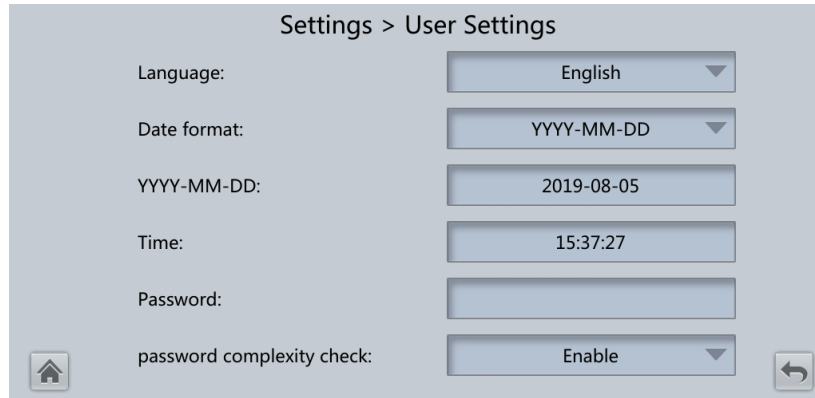 Settings > User Settings
Language: English
Date format: YYYY-MM-DD
YYYY-MM-DD: 2019-08-05
Time: 15:37:27
Password:
password complexity check: Enable